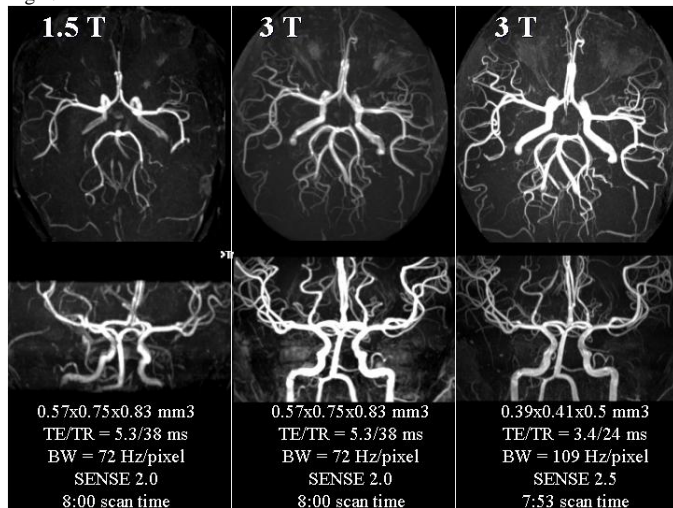 1.5 T
3 T
3 T
0.57x0.75x0.83 mm3
TE/TR = 5.3/38 ms
BW = 72 Hz/pixel
SENSE 2.0
8:00 scan time
0.57x0.75x0.83 mm3
TE/TR = 5.3/38 ms
BW = 72 Hz/pixel
SENSE 2.0
8:00 scan time
0.39x0.41x0.5 mm3
TE/TR = 3.4/24 ms
BW = 109 Hz/pixel
SENSE 2.5
7:53 scan time